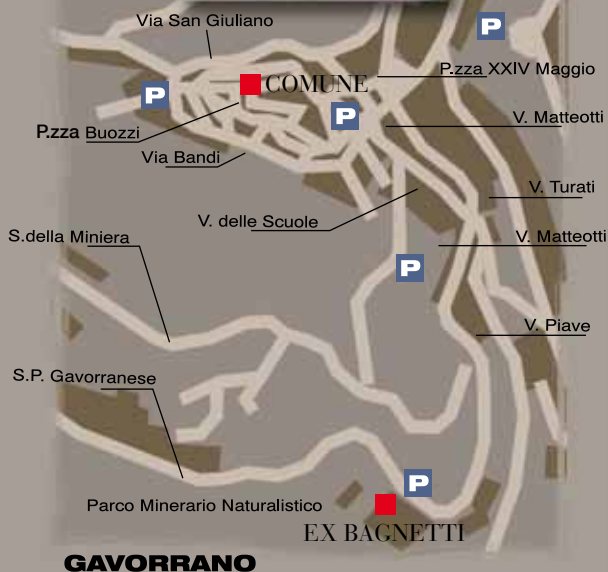 Via San Giuliano
P
P
COMUNE
P.zza XXIV Maggio
P
V. Matteotti
P.zza Buozzi
Via Bandi
V. Turati
V. delle Scuole
S.della Miniera
V. Matteotti
P
V. Piave
S.P. Gavorranese
P
Parco Minerario Naturalistico
EX BAGNETTI
GAVORRANO